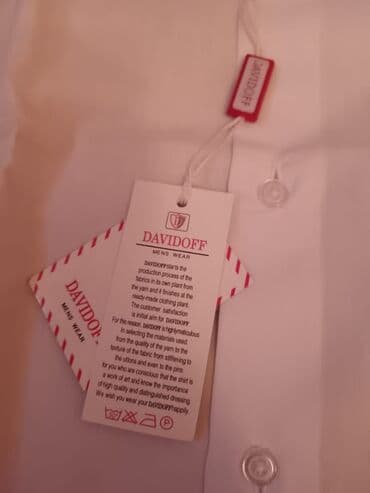 DAVIDOFF
DAVIDOFF
MENS WEAR
DAVIDOFF starts the
production process of the
fabrics in its own plant from
the yarn and it finishes at the
ready-made clothing plant.
The customer, satisfaction
is initial aim for DAVIDOFF
For this reason, DAVIDOFF is highly meticulous
in selecting the materials used.
from the quality of the yarn to the
texture of the fabric from stiffening to
the uttons and even to the pins
for you who are conscious that the shirt is
a work of art and know the importance
of high quality and distinguished dressing.
We wish you wear your DAVIDOFF happily.
P
DAVIDOFF
MENS WEAR